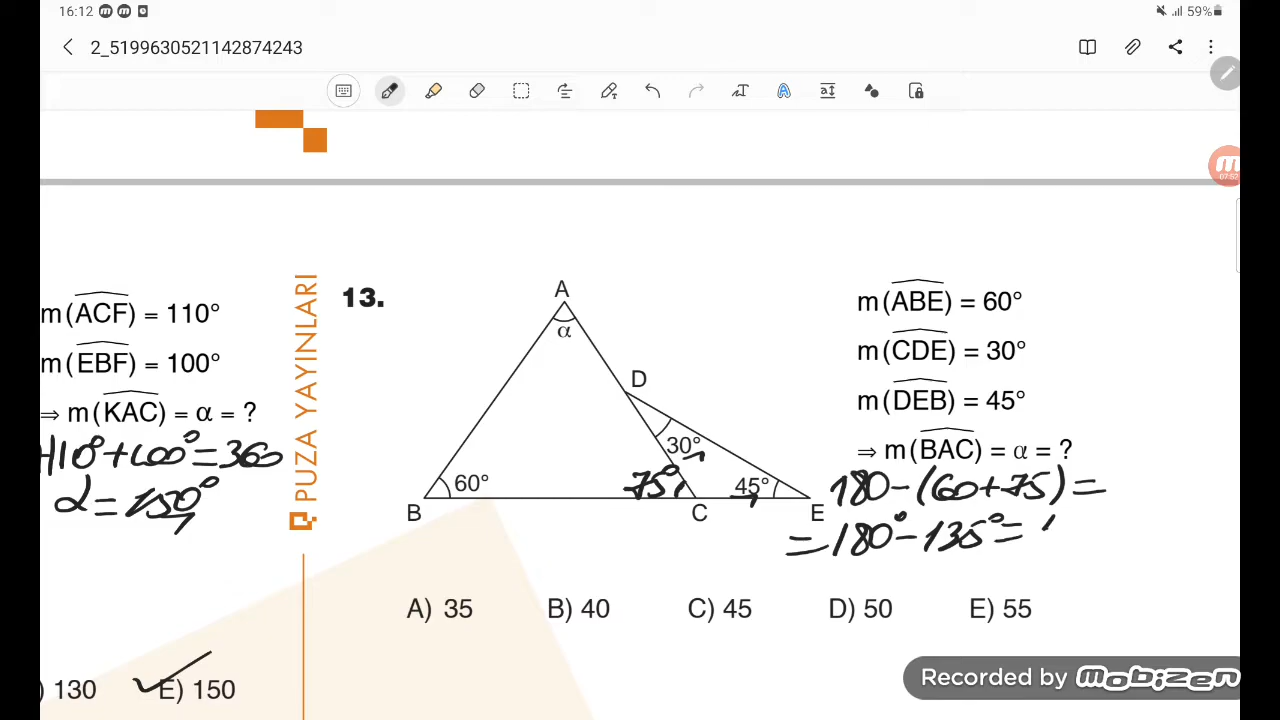 16:12 59%
2_5199630521142874243
07:52
m(ACF) = 110°
m(EBF) = 100°
⇒ m(KAC) = α = ?
110°+100°=360
α=150°
) 130 E) 150
PUZA YAYINLARI
13.
A
α
D
30°
75°
60°
45°
B
C
E
m(ABE) = 60°
m(CDE) = 30°
m(DEB) = 45°
⇒ m(BAC) = α = ?
180-(60+75)=
=180°-135°=
A) 35 B) 40 C) 45 D) 50 E) 55
Recorded by mobizen